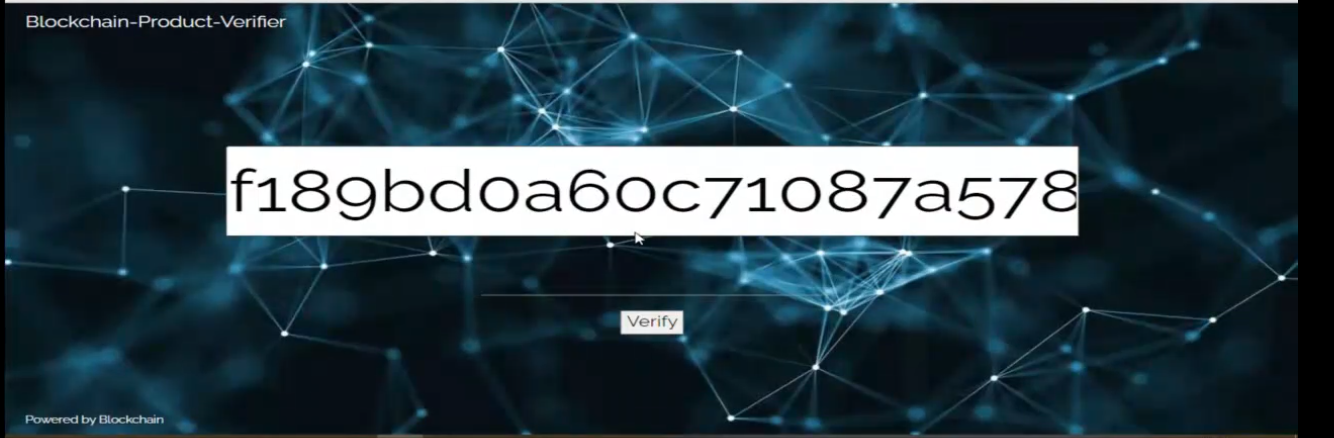 Blockchain-Product-Verifier
f189bd0a60c71087a578
Verify
Powered by Blockchain